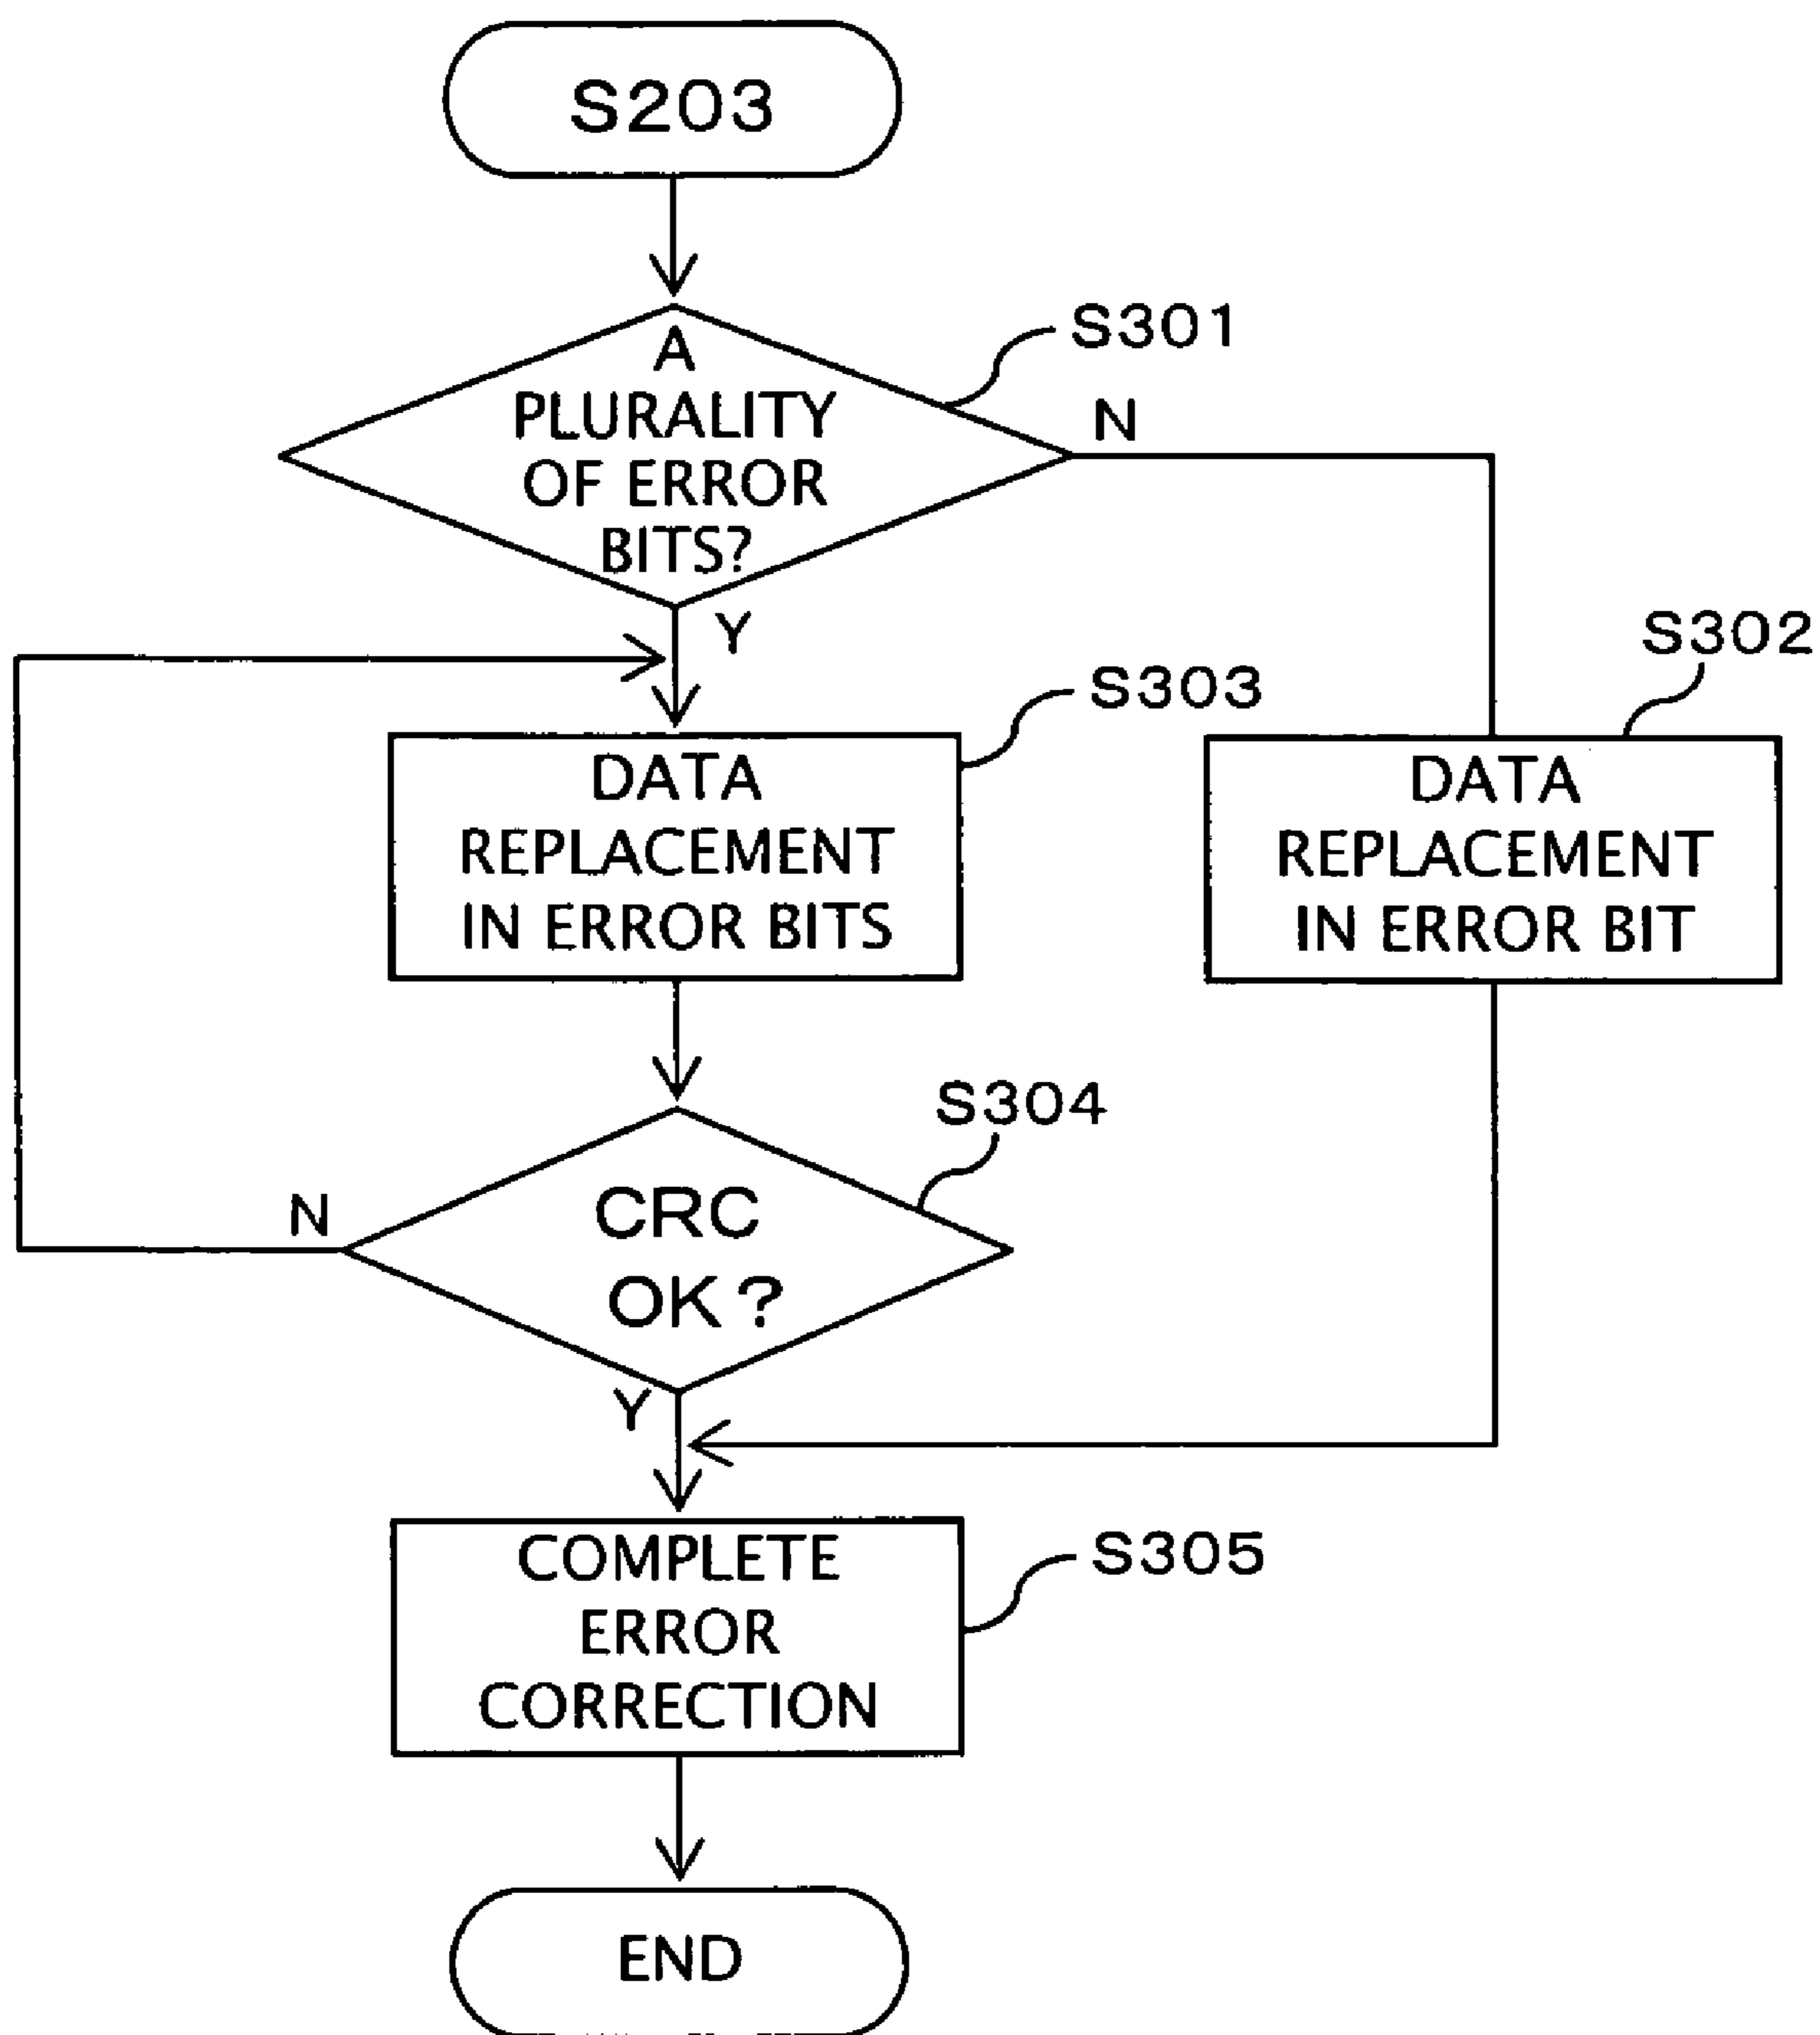 S203
S301
A
PLURALITY
OF ERROR
BITS?
N
Y
S302
S303
DATA
REPLACEMENT
IN ERROR BITS
DATA
REPLACEMENT
IN ERROR BIT
S304
CRC
OK?
N
Y
S305
COMPLETE
ERROR
CORRECTION
END